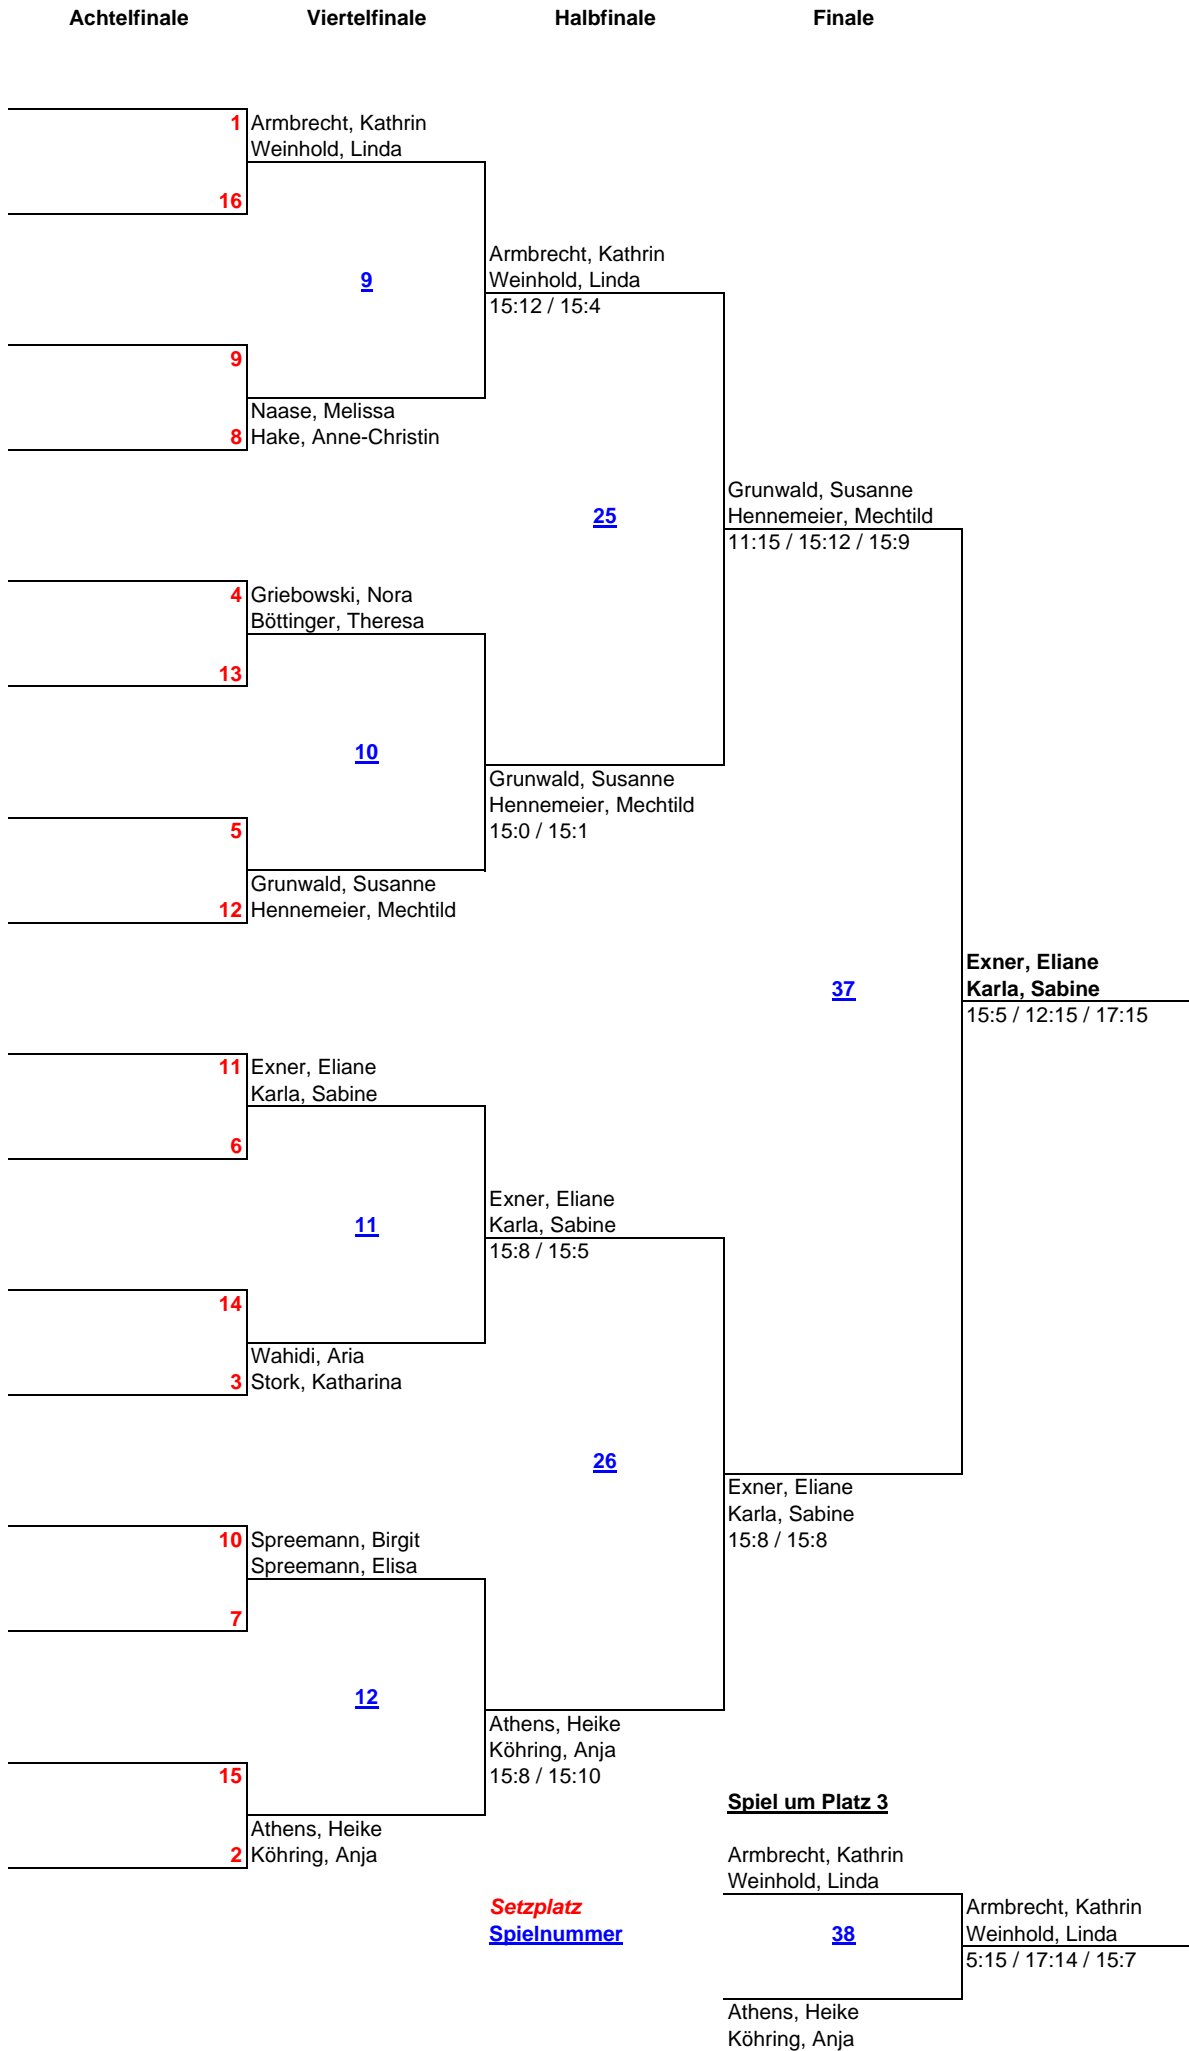 Achtelfinale Viertelfinale Halbfinale Finale
1 Armbrecht, Kathrin
Weinhold, Linda
16
Armbrecht, Kathrin
9 Weinhold, Linda
15:12 / 15:4
9
Naase, Melissa
8 Hake, Anne-Christin
Grunwald, Susanne
25 Hennemeier, Mechtild
11:15 / 15:12 / 15:9
4 Griebowski, Nora
Böttinger, Theresa
13
10
Grunwald, Susanne
Hennemeier, Mechtild
5 15:0 / 15:1
Grunwald, Susanne
12 Hennemeier, Mechtild
Exner, Eliane
37 Karla, Sabine
15:5 / 12:15 / 17:15
11 Exner, Eliane
Karla, Sabine
6
Exner, Eliane
11 Karla, Sabine
15:8 / 15:5
14
Wahidi, Aria
3 Stork, Katharina
26
Exner, Eliane
Karla, Sabine
10 Spreemann, Birgit 15:8 / 15:8
Spreemann, Elisa
7
12
Athens, Heike
Köhring, Anja
15 15:8 / 15:10
Spiel um Platz 3
Athens, Heike
2 Köhring, Anja Armbrecht, Kathrin
Weinhold, Linda
Setzplatz Armbrecht, Kathrin
Spielnummer 38 Weinhold, Linda
5:15 / 17:14 / 15:7
Athens, Heike
Köhring, Anja